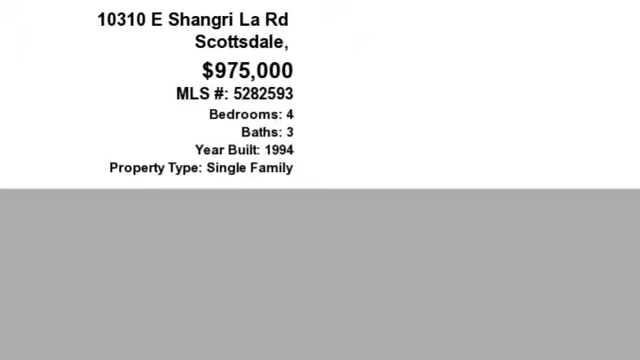 10310 E Shangri La Rd
Scottsdale,
$975,000
MLS #: 5282593
Bedrooms: 4
Baths: 3
Year Built: 1994
Property Type: Single Family